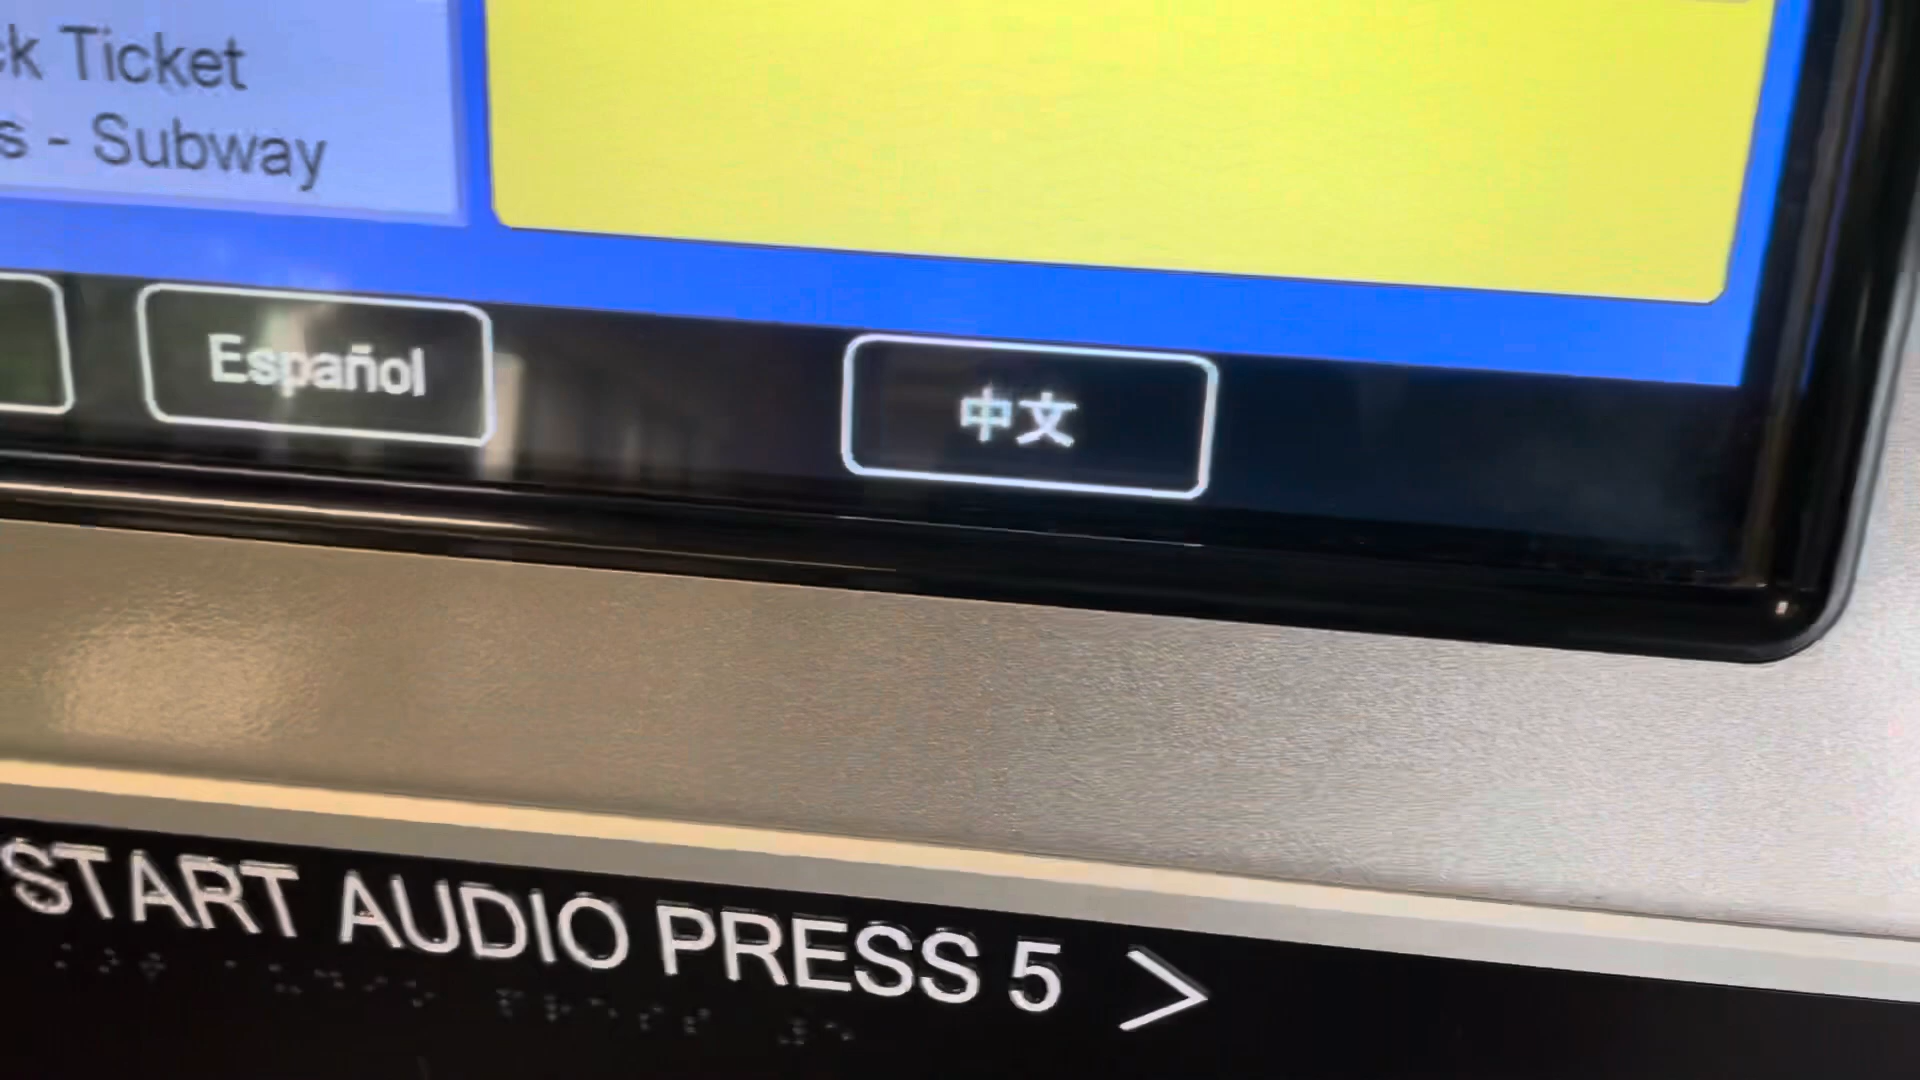 Ticket
- Subway
Español
中文
START AUDIO PRESS 5 >